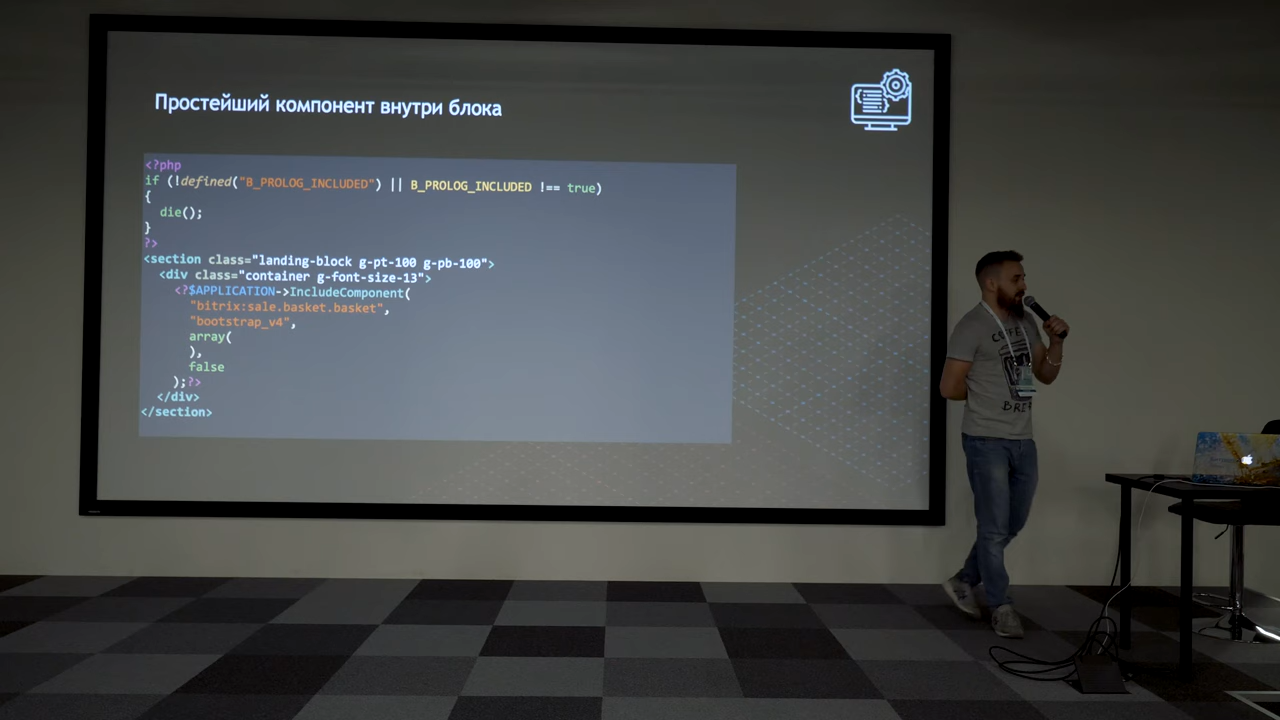 Простейший компонент внутри блока
<?php
if (!defined("B_PROLOG_INCLUDED") || B_PROLOG_INCLUDED !== true)
{
die();
}
?>
<section class="landing-block g-pt-100 g-pb-100">
<div class="container g-font-size-13">
<?$APPLICATION->IncludeComponent(
"bitrix:sale.basket.basket",
"bootstrap_v4",
array(
),
false
);?>
</div>
</section>